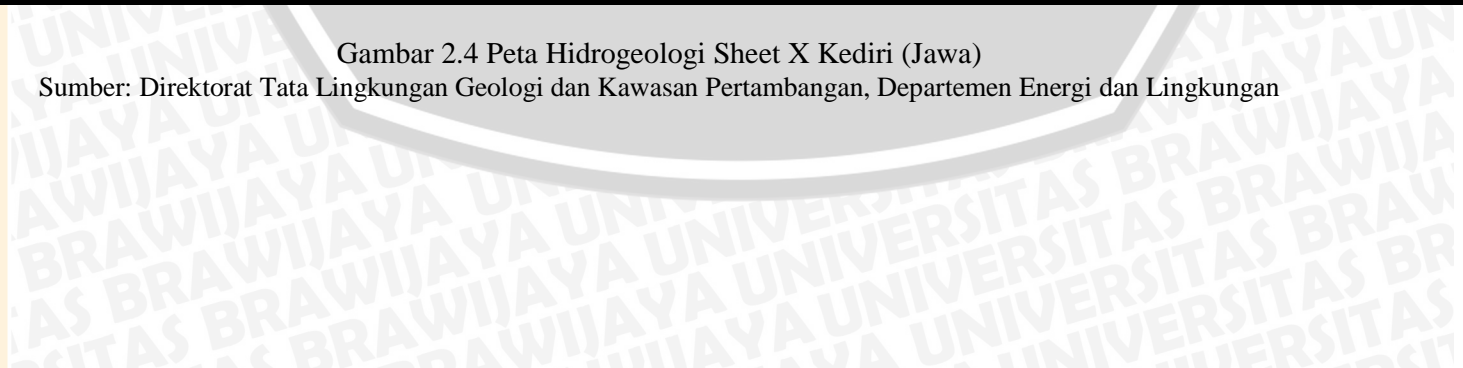 Gambar 2.4 Peta Hidrogeologi Sheet X Kediri (Jawa)
Sumber: Direktorat Tata Lingkungan Geologi dan Kawasan Pertambangan, Departemen Energi dan Lingkungan